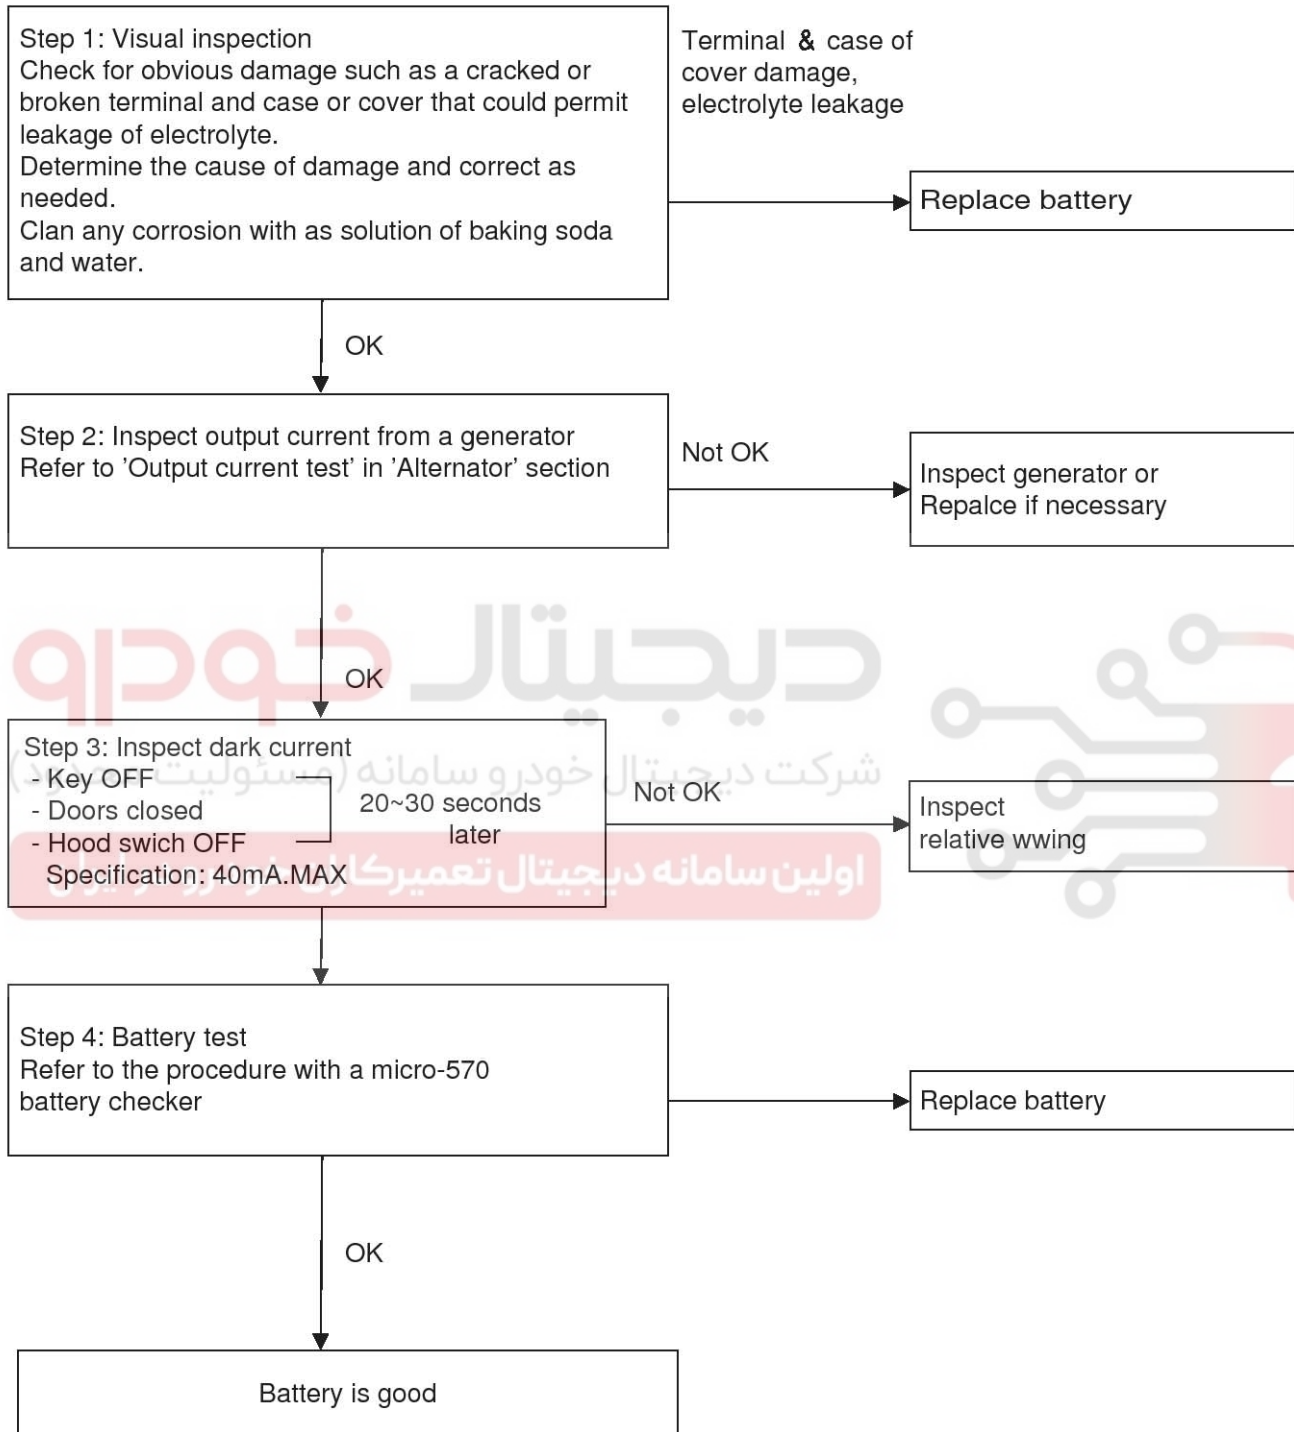 Step 1: Visual inspection
Check for obvious damage such as a cracked or
broken terminal and case or cover that could permit
leakage of electrolyte.
Determine the cause of damage and correct as
needed.
Clan any corrosion with as solution of baking soda
and water.
Terminal & case of
cover damage,
electrolyte leakage
Replace battery
OK
Step 2: Inspect output current from a generator
Refer to 'Output current test' in 'Alternator' section
Not OK
Inspect generator or
Repalce if necessary
OK
دیجیتال خودرو
شرکت دیجیتال خودرو سامانه (مسئولیت محدود)
اولین سامانه دیجیتال تعمیرکاران خودرو در ایران
Step 3: Inspect dark current
- Key OFF
- Doors closed
- Hood swich OFF
20~30 seconds
later
Specification: 40mA.MAX
Not OK
Inspect
relative wwing
Step 4: Battery test
Refer to the procedure with a micro-570
battery checker
Replace battery
OK
Battery is good